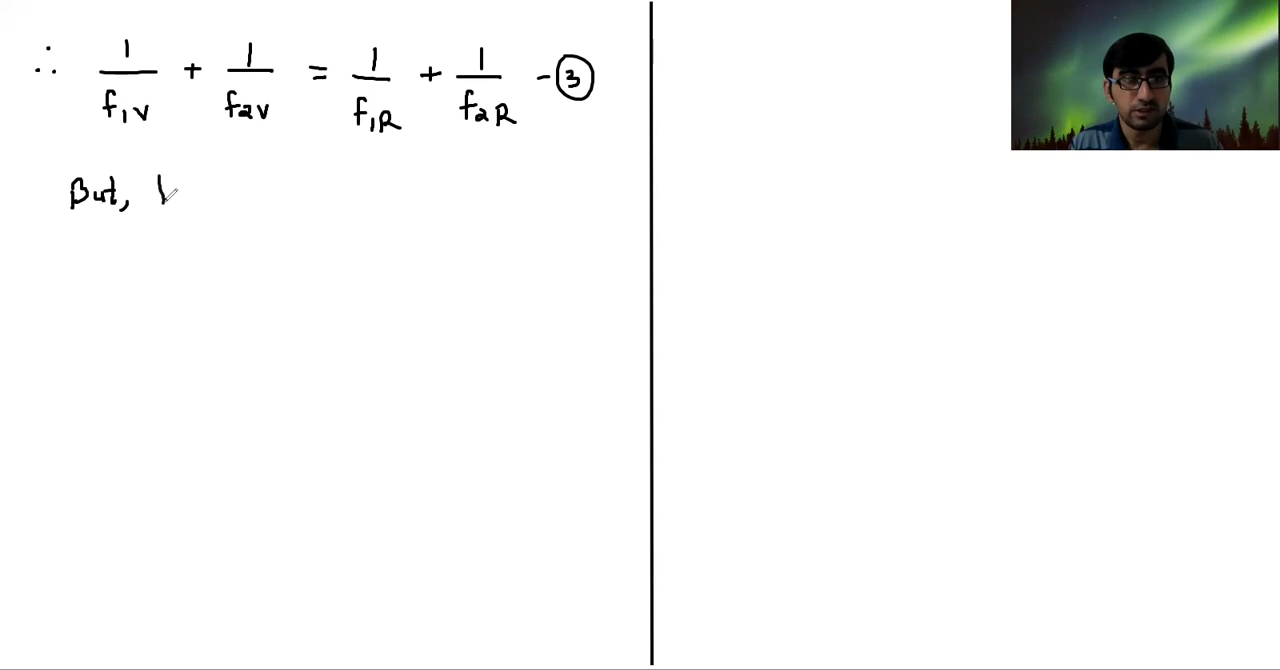 ∴ 1/f₁V + 1/f₂V = 1/f₁R + 1/f₂R - ③
But,